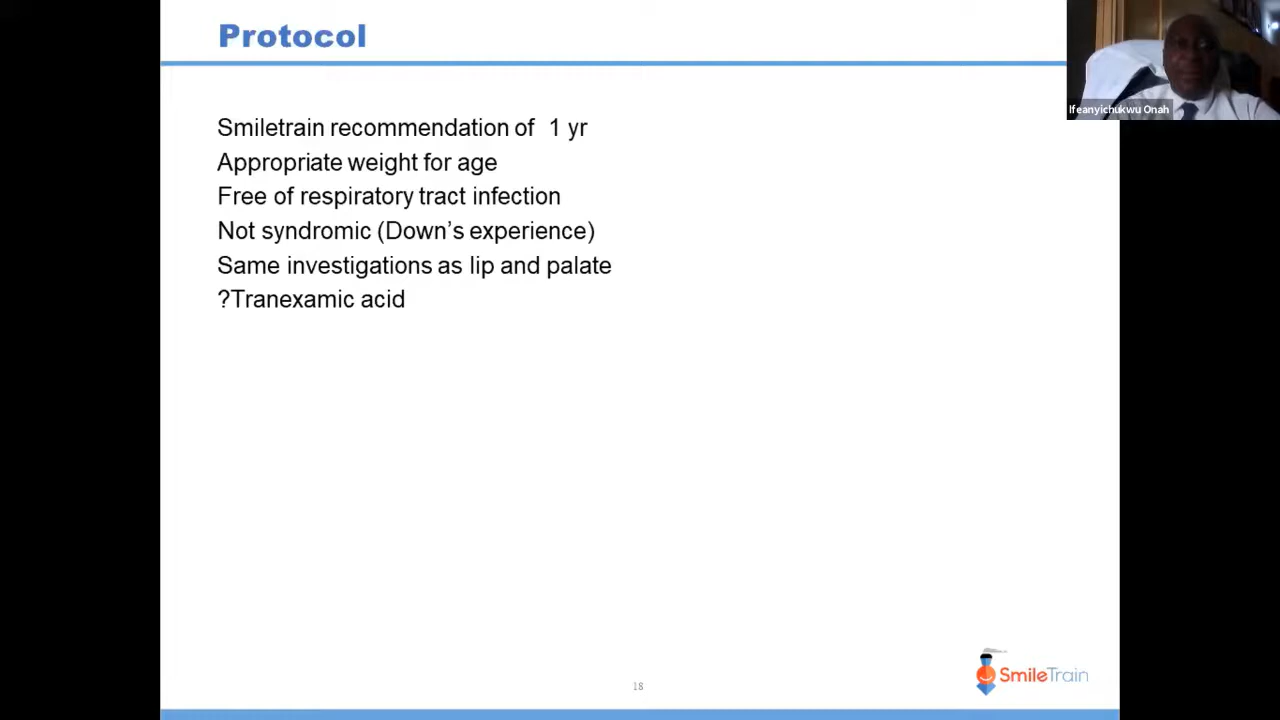 Protocol
Ifeanyichukwu Onah
Smiletrain recommendation of 1 yr
Appropriate weight for age
Free of respiratory tract infection
Not syndromic (Down's experience)
Same investigations as lip and palate
?Tranexamic acid
18
SmileTrain